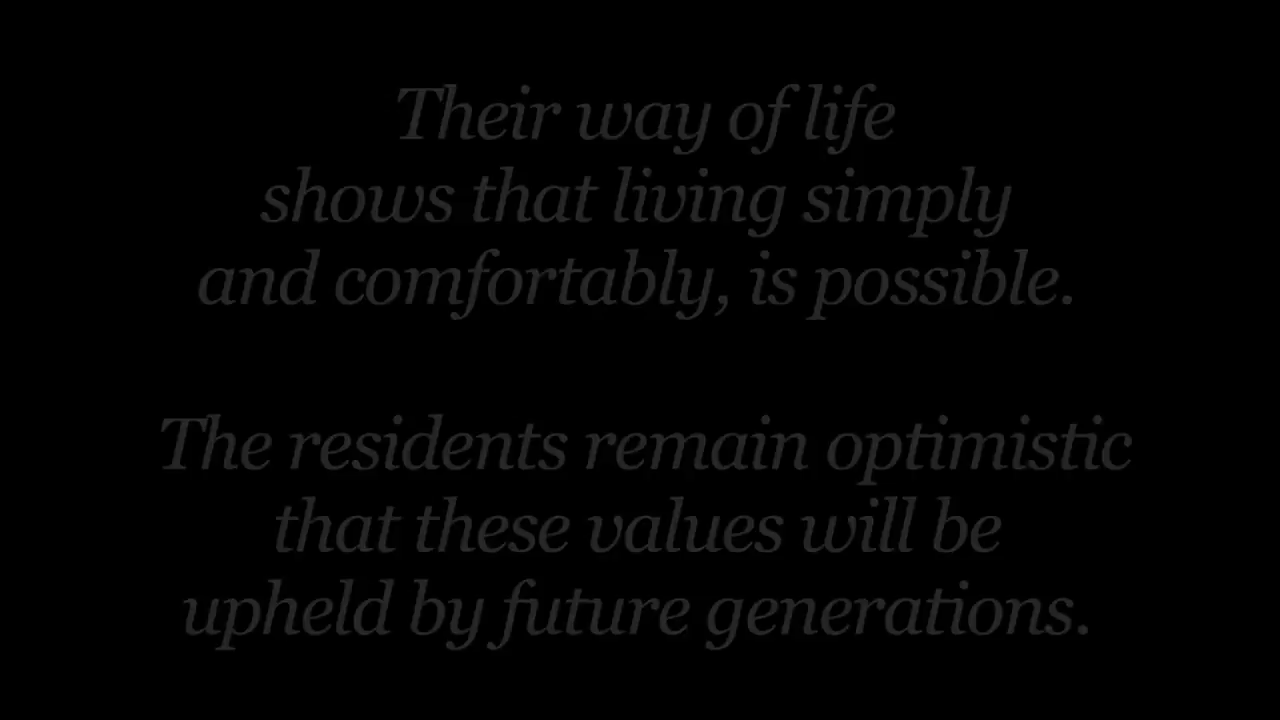 Their way of life
shows that living simply
and comfortably, is possible.
The residents remain optimistic
that these values will be
upheld by future generations.